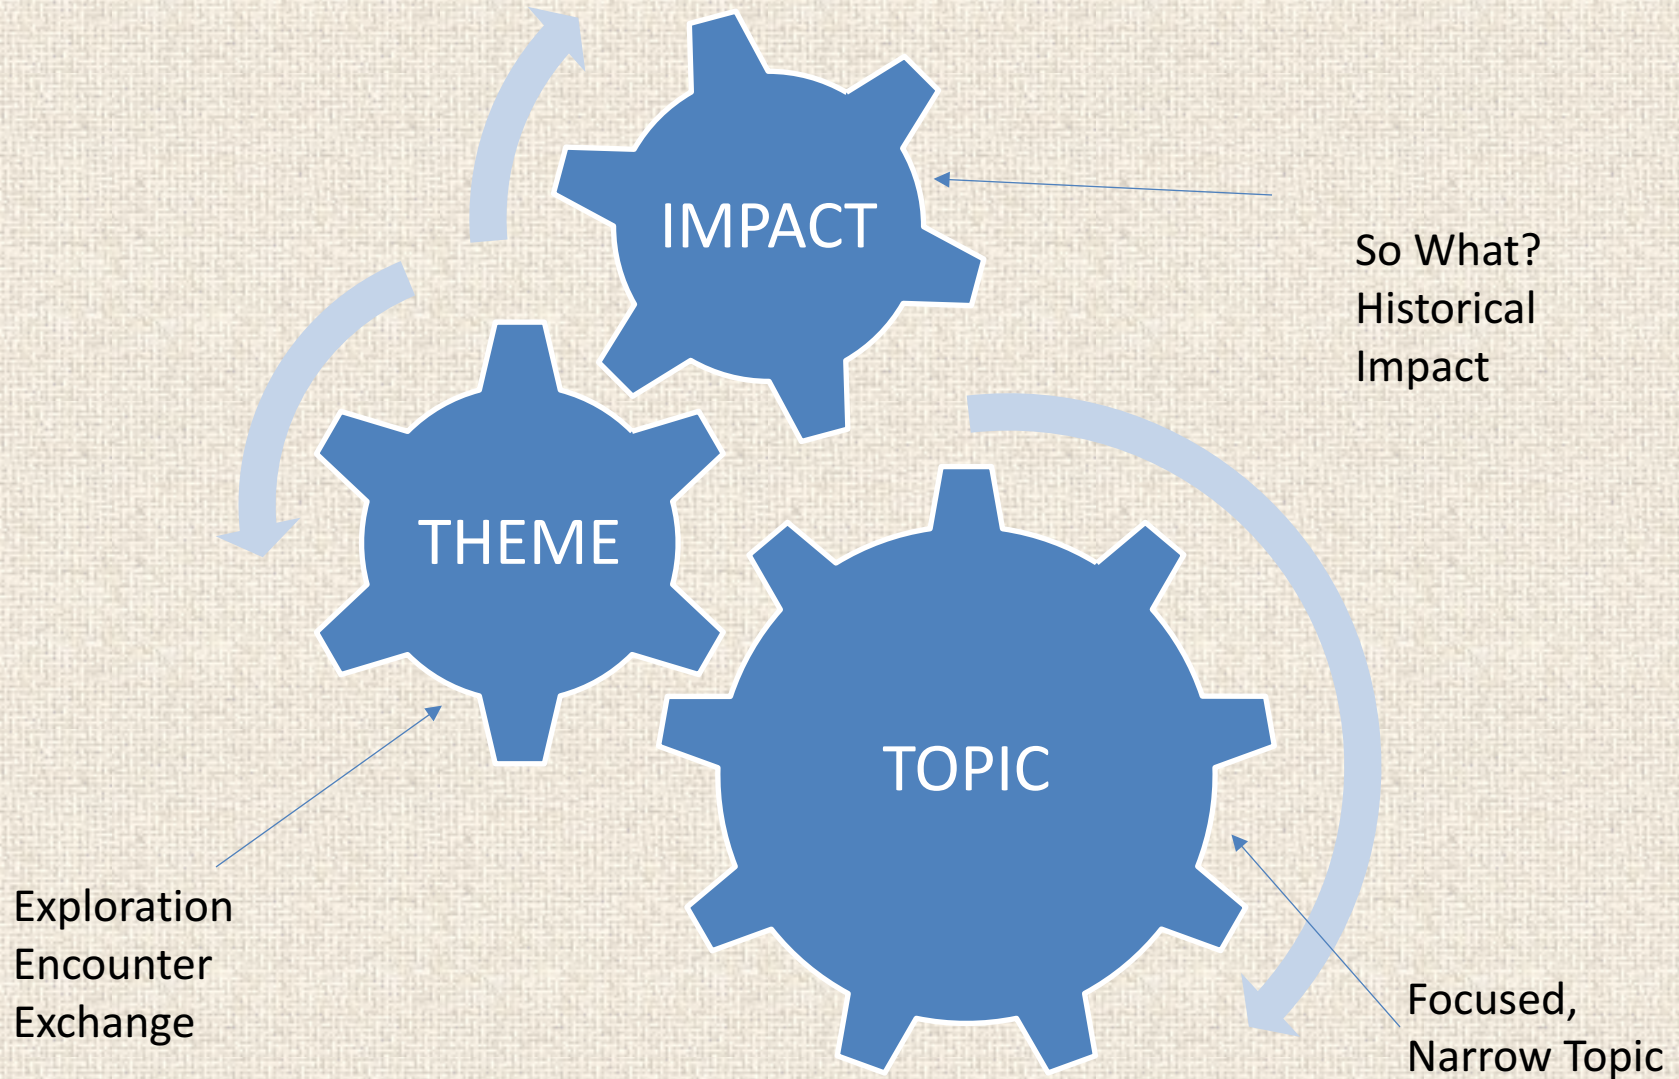 IMPACT
So What?
Historical
Impact
THEME
TOPIC
Exploration
Encounter
Exchange
Focused,
Narrow Topic